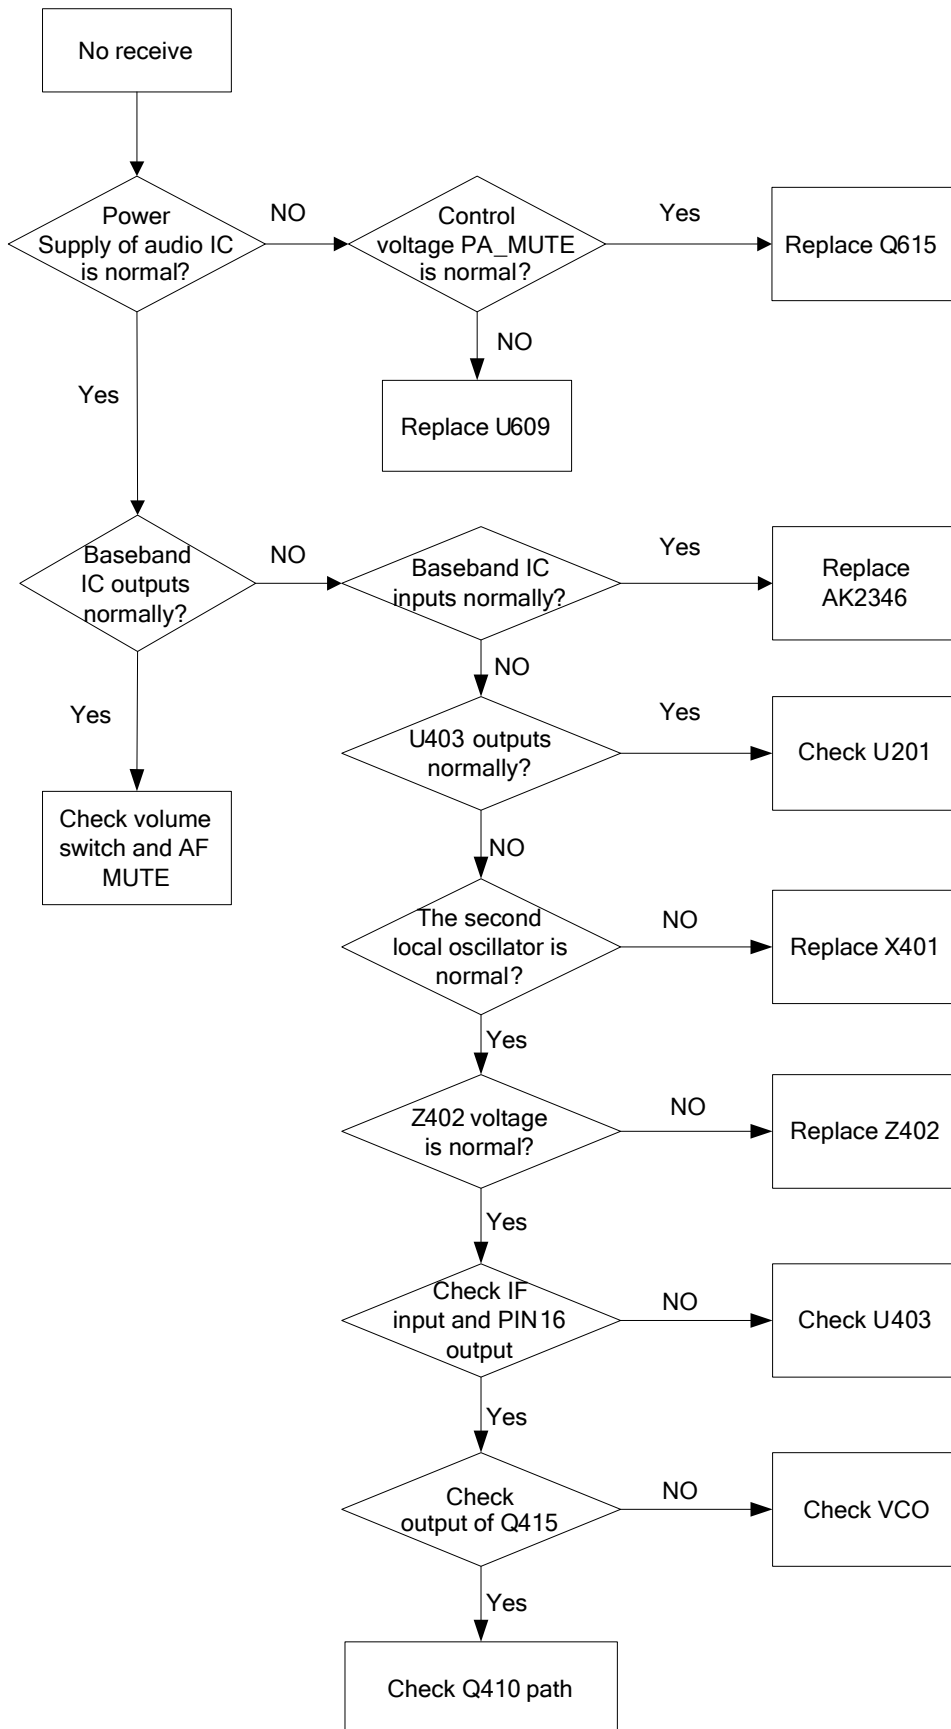 No receive
Power
Supply of audio IC
is normal?
NO
Control
voltage PA_MUTE
is normal?
Yes
Replace Q615
NO
Replace U609
Yes
Baseband
IC outputs
normally?
NO
Baseband IC
inputs normally?
Yes
Replace
AK2346
NO
Yes
Check volume
switch and AF
MUTE
U403 outputs
normally?
Yes
Check U201
NO
The second
local oscillator is
normal?
NO
Replace X401
Yes
Z402 voltage
is normal?
NO
Replace Z402
Yes
Check IF
input and PIN16
output
NO
Check U403
Yes
Check
output of Q415
NO
Check VCO
Yes
Check Q410 path